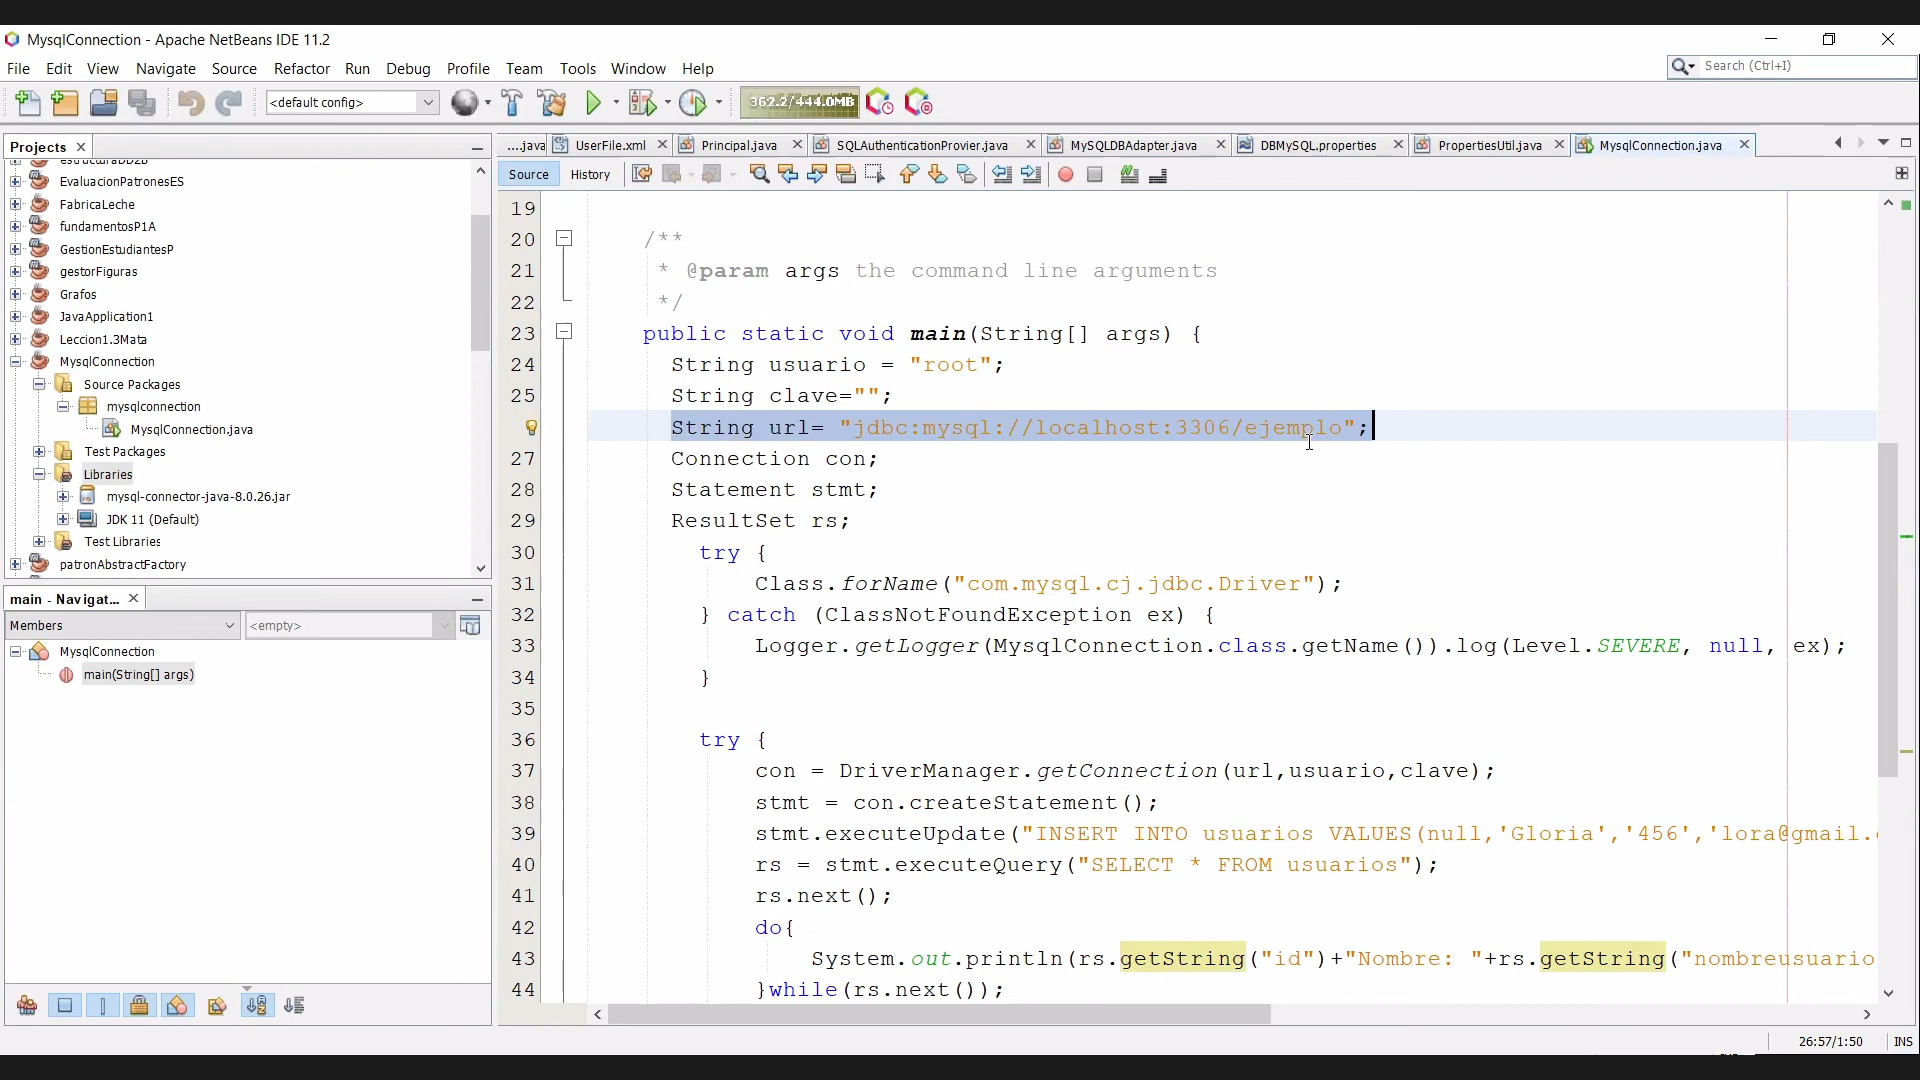 MysqlConnection - Apache NetBeans IDE 11.2
File Edit View Navigate Source Refactor Run Debug Profile Team Tools Window Help
Search (Ctrl+I)
<default config>
362.2/444.0MB
Projects
....java UserFile.xml Principal.java SQLAuthenticationProvier.java MySQLDBAdapter.java DBMySQL.properties PropertiesUtil.java MysqlConnection.java
Source History
estructuraDD2B
EvaluacionPatronesES
FabricaLeche
fundamentosP1A
GestionEstudiantesP
gestorFiguras
Grafos
JavaApplication1
Leccion1.3Mata
MysqlConnection
Source Packages
mysqlconnection
MysqlConnection.java
Test Packages
Libraries
mysql-connector-java-8.0.26.jar
JDK 11 (Default)
Test Libraries
patronAbstractFactory
main - Navigat...
Members
<empty>
MysqlConnection
main(String[] args)
19
20 /**
21 * @param args the command line arguments
22 */
23 public static void main(String[] args) {
24 String usuario = "root";
25 String clave="";
String url= "jdbc:mysql://localhost:3306/ejemplo";
27 Connection con;
28 Statement stmt;
29 ResultSet rs;
30 try {
31 Class.forName("com.mysql.cj.jdbc.Driver");
32 } catch (ClassNotFoundException ex) {
33 Logger.getLogger(MysqlConnection.class.getName()).log(Level.SEVERE, null, ex);
34 }
35
36 try {
37 con = DriverManager.getConnection(url,usuario,clave);
38 stmt = con.createStatement();
39 stmt.executeUpdate("INSERT INTO usuarios VALUES(null,'Gloria','456','lora@gmail.
40 rs = stmt.executeQuery("SELECT * FROM usuarios");
41 rs.next();
42 do{
43 System.out.println(rs.getString("id")+"Nombre: "+rs.getString("nombreusuario
44 }while(rs.next());
26:57/1:50 INS